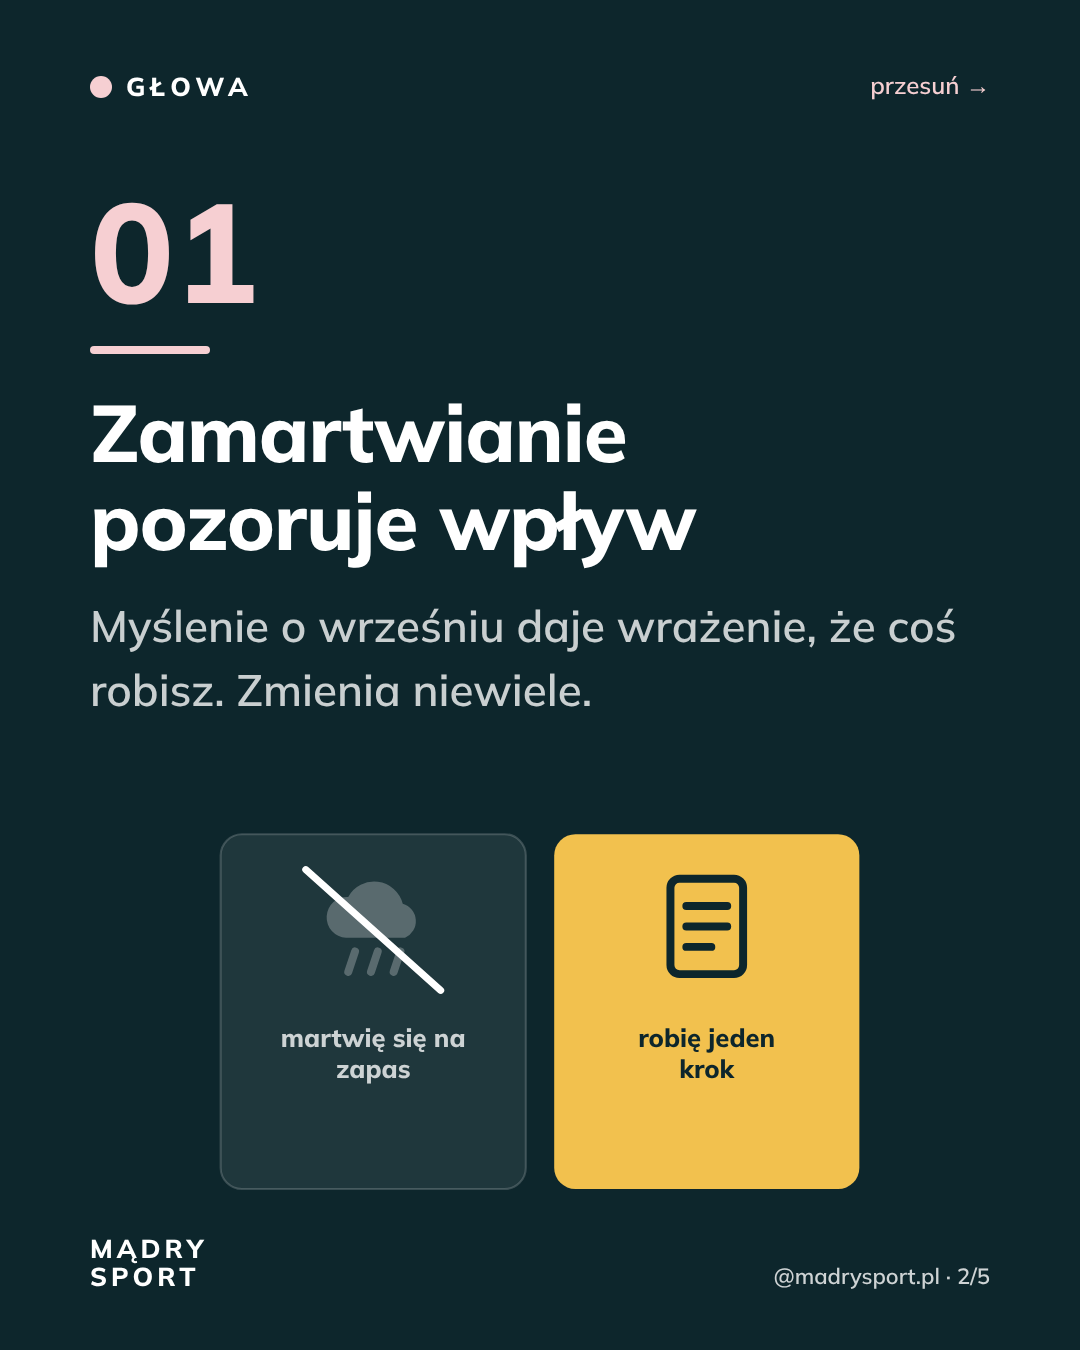 GŁOWA
przesuń →
01
Zamartwianie
pozoruje wpływ
Myślenie o wrześniu daje wrażenie, że coś
robisz. Zmienia niewiele.
martwię się na
zapas
robię jeden
krok
MĄDRY
SPORT
@madrysport.pl · 2/5